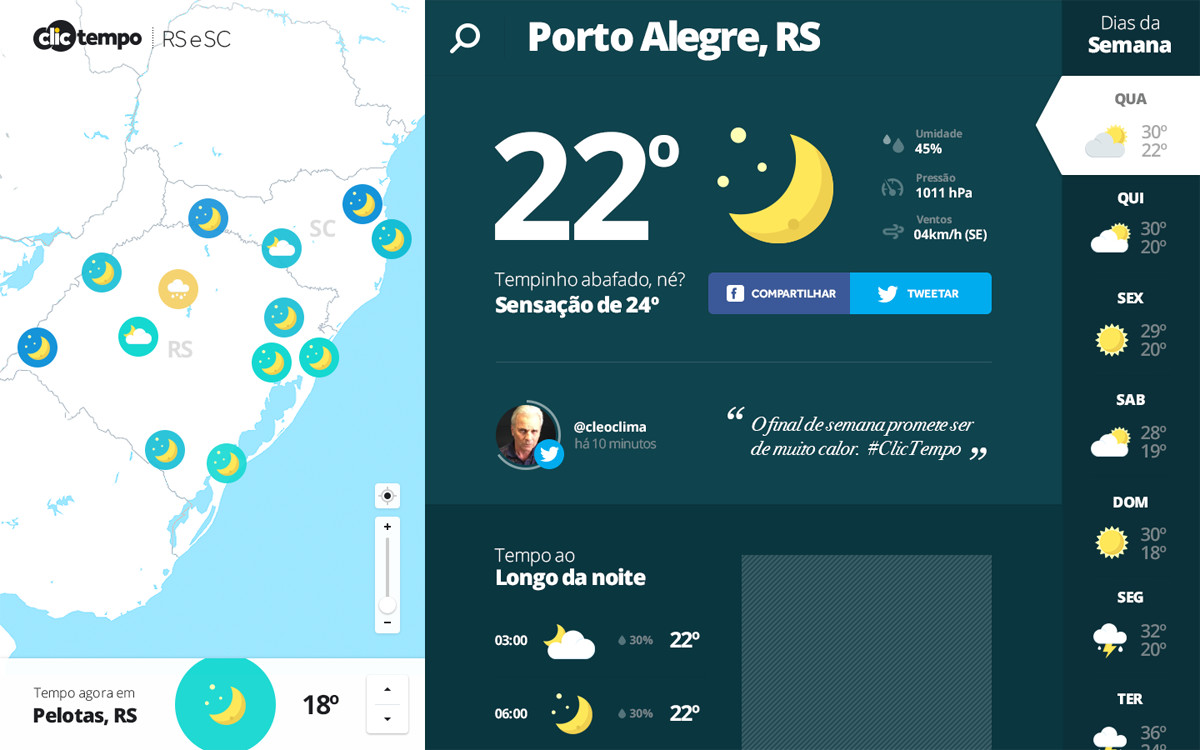 clictempo RS e SC
SC
RS
+
−
Tempo agora em
Pelotas, RS
18º
Porto Alegre, RS
22º
Umidade
45%
Pressão
1011 hPa
Ventos
04km/h (SE)
Tempinho abafado, né?
Sensação de 24º
f COMPARTILHAR
TWEETAR
@cleoclima
há 10 minutos
“ O final de semana promete ser
de muito calor. #ClicTempo ”
Tempo ao
Longo da noite
03:00 30% 22º
06:00 30% 22º
Dias da
Semana
QUA
30º
22º
QUI
30º
20º
SEX
29º
20º
SAB
28º
19º
DOM
30º
18º
SEG
32º
20º
TER
36º
24º